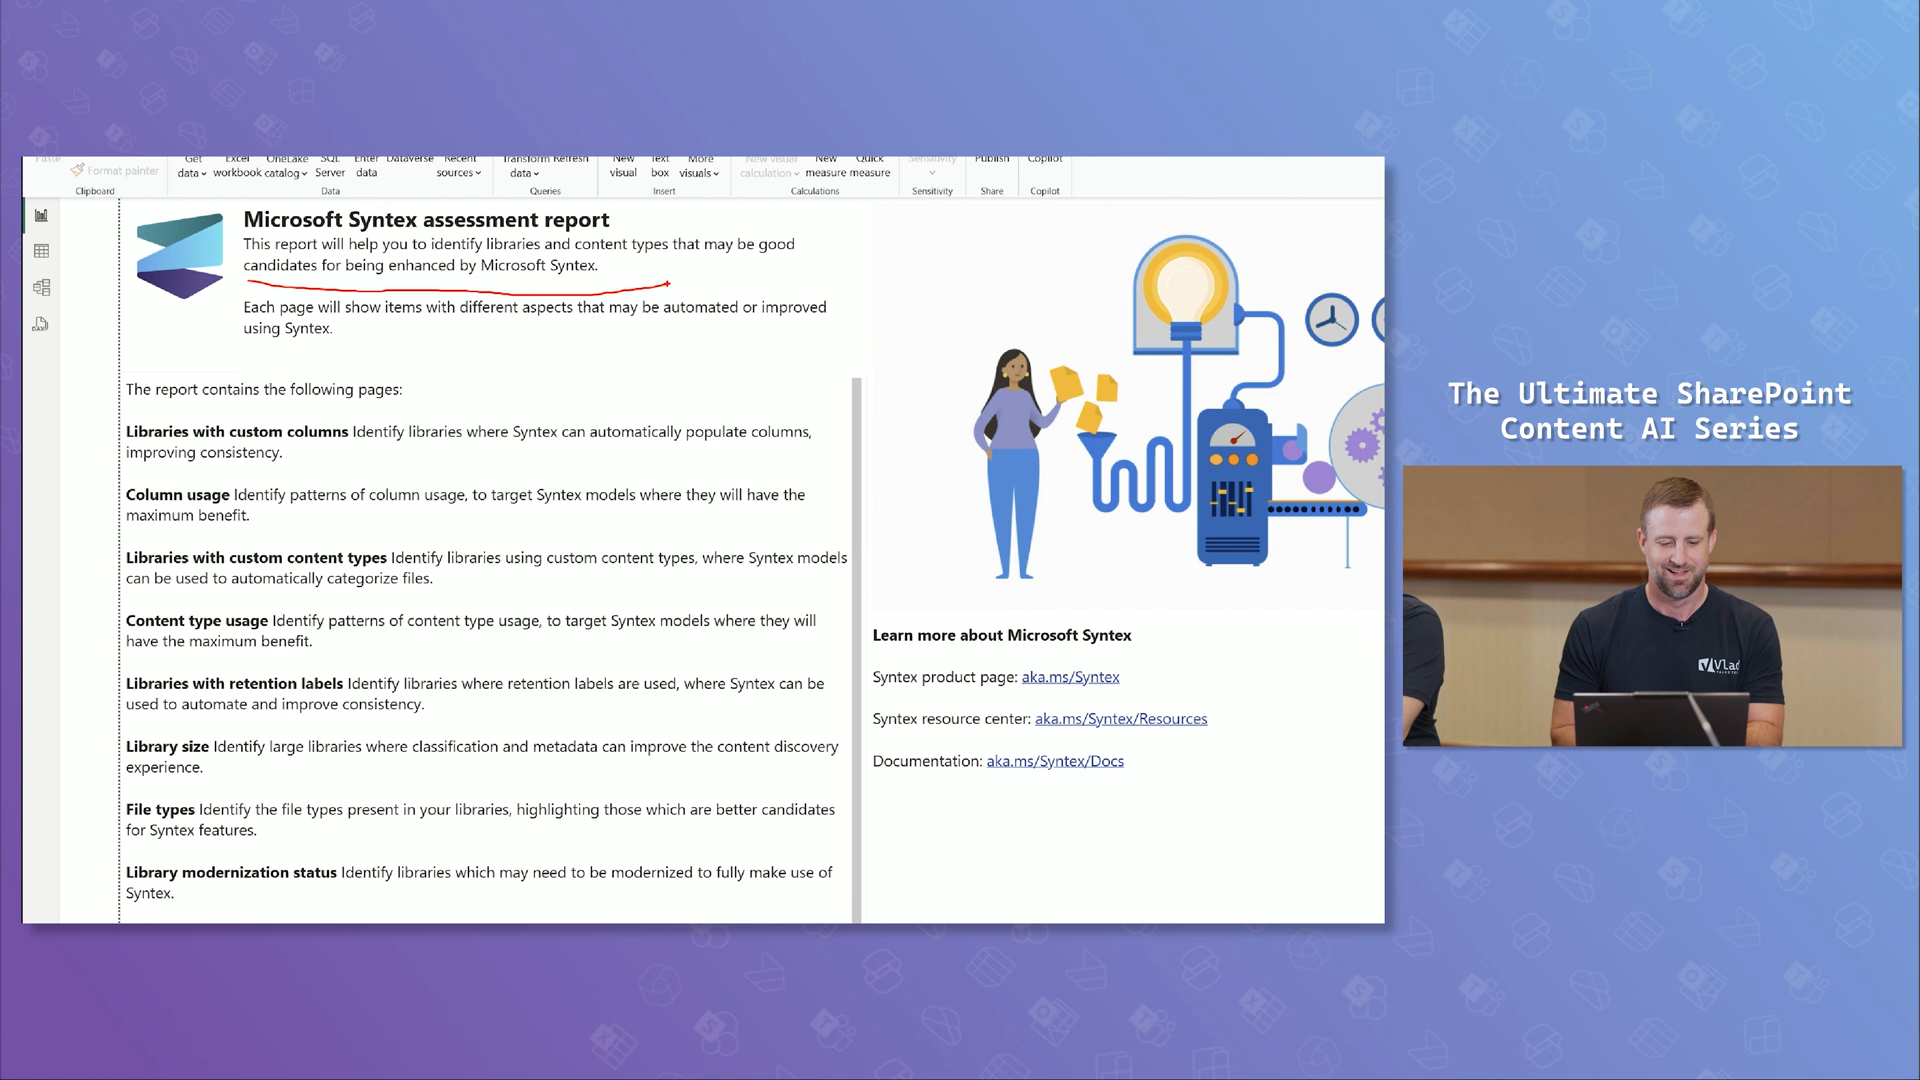 Paste
Format painter
Clipboard
Get data
Excel workbook
OneLake catalog
SQL Server
Enter data
Dataverse
Recent sources
Data
Transform data
Refresh
Queries
New visual
Text box
More visuals
Insert
New visual calculation
New measure
Quick measure
Calculations
Sensitivity
Sensitivity
Publish
Share
Copilot
Copilot
DAX
Microsoft Syntex assessment report
This report will help you to identify libraries and content types that may be good
candidates for being enhanced by Microsoft Syntex.
Each page will show items with different aspects that may be automated or improved
using Syntex.
The report contains the following pages:
Libraries with custom columns Identify libraries where Syntex can automatically populate columns,
improving consistency.
Column usage Identify patterns of column usage, to target Syntex models where they will have the
maximum benefit.
Libraries with custom content types Identify libraries using custom content types, where Syntex models
can be used to automatically categorize files.
Content type usage Identify patterns of content type usage, to target Syntex models where they will
have the maximum benefit.
Libraries with retention labels Identify libraries where retention labels are used, where Syntex can be
used to automate and improve consistency.
Library size Identify large libraries where classification and metadata can improve the content discovery
experience.
File types Identify the file types present in your libraries, highlighting those which are better candidates
for Syntex features.
Library modernization status Identify libraries which may need to be modernized to fully make use of
Syntex.
Learn more about Microsoft Syntex
Syntex product page: aka.ms/Syntex
Syntex resource center: aka.ms/Syntex/Resources
Documentation: aka.ms/Syntex/Docs
The Ultimate SharePoint
Content AI Series
Vlad